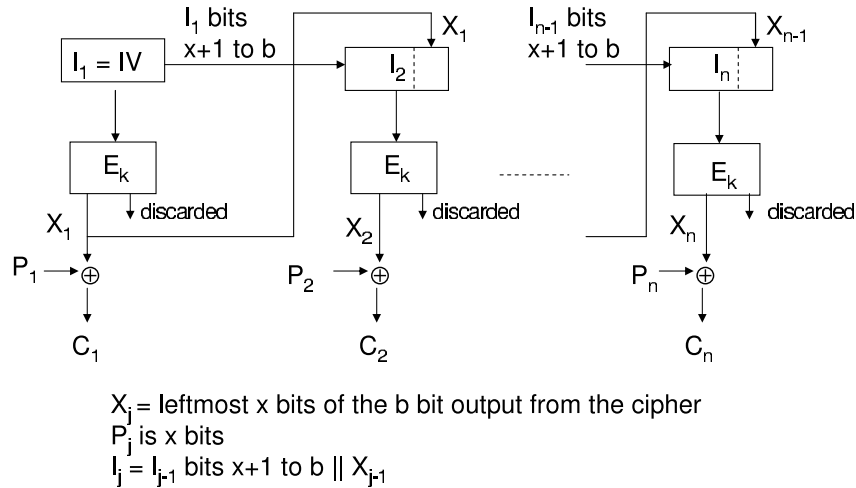 I₁ bits
x+1 to b
X₁
Iₙ₋₁ bits
x+1 to b
Xₙ₋₁
I₁ = IV
I₂
Iₙ
Eₖ
Eₖ
Eₖ
discarded
discarded
discarded
X₁
X₂
Xₙ
P₁
⊕
P₂
⊕
Pₙ
⊕
C₁
C₂
Cₙ
Xⱼ = leftmost x bits of the b bit output from the cipher
Pⱼ is x bits
Iⱼ = Iⱼ₋₁ bits x+1 to b || Xⱼ₋₁